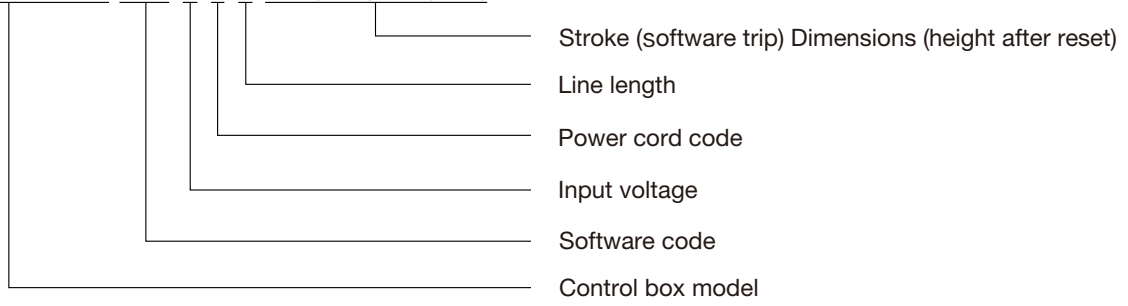 Stroke (software trip) Dimensions (height after reset)
Line length
Power cord code
Input voltage
Software code
Control box model